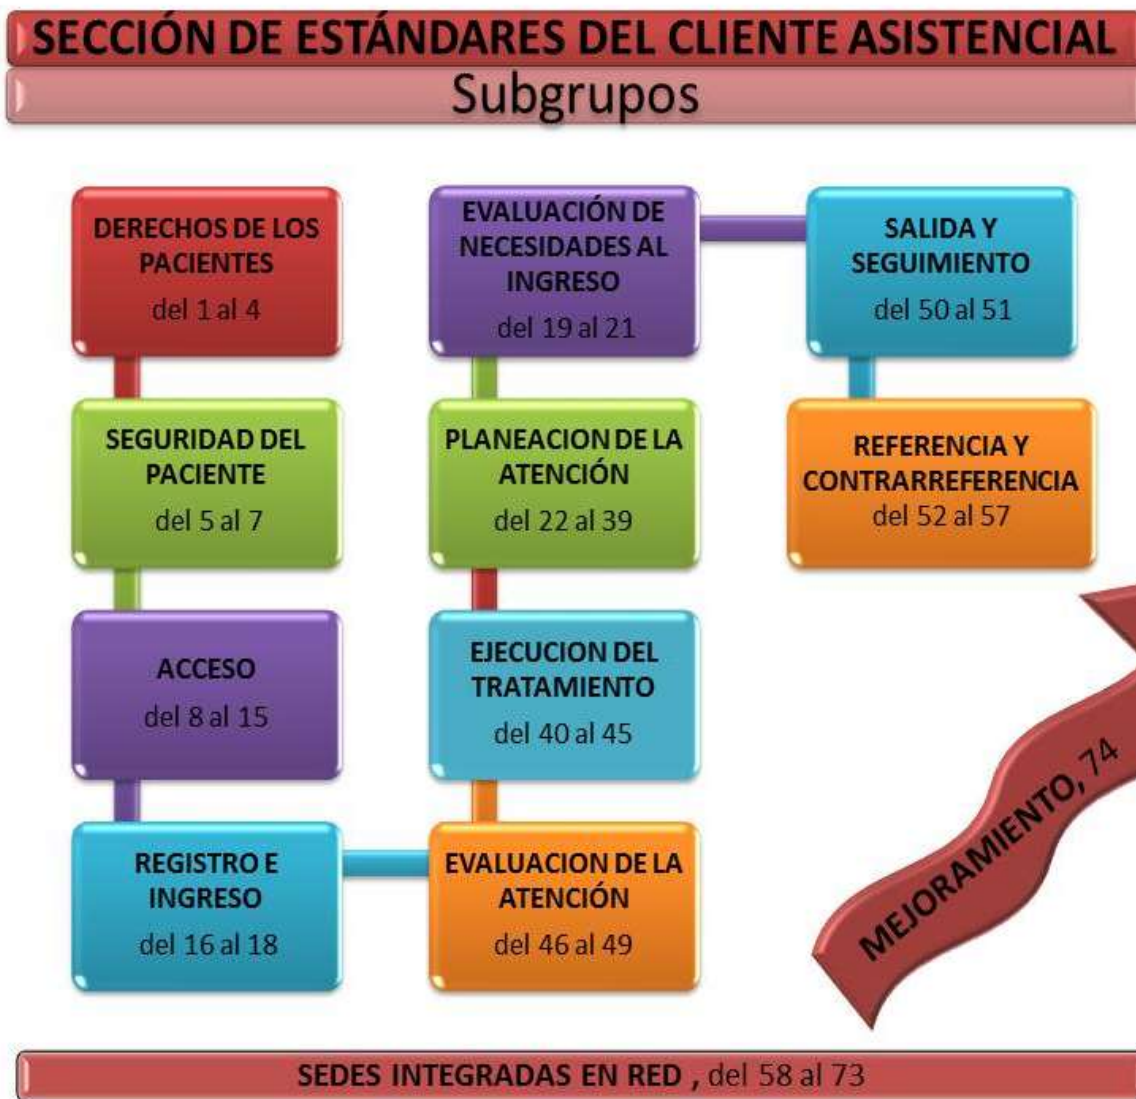 SECCIÓN DE ESTÁNDARES DEL CLIENTE ASISTENCIAL
Subgrupos
DERECHOS DE LOS
PACIENTES
del 1 al 4
SEGURIDAD DEL
PACIENTE
del 5 al 7
ACCESO
del 8 al 15
REGISTRO E
INGRESO
del 16 al 18
EVALUACIÓN DE
NECESIDADES AL
INGRESO
del 19 al 21
PLANEACION DE LA
ATENCIÓN
del 22 al 39
EJECUCION DEL
TRATAMIENTO
del 40 al 45
EVALUACION DE LA
ATENCIÓN
del 46 al 49
SALIDA Y
SEGUIMIENTO
del 50 al 51
REFERENCIA Y
CONTRARREFERENCIA
del 52 al 57
MEJORAMIENTO, 74
SEDES INTEGRADAS EN RED , del 58 al 73